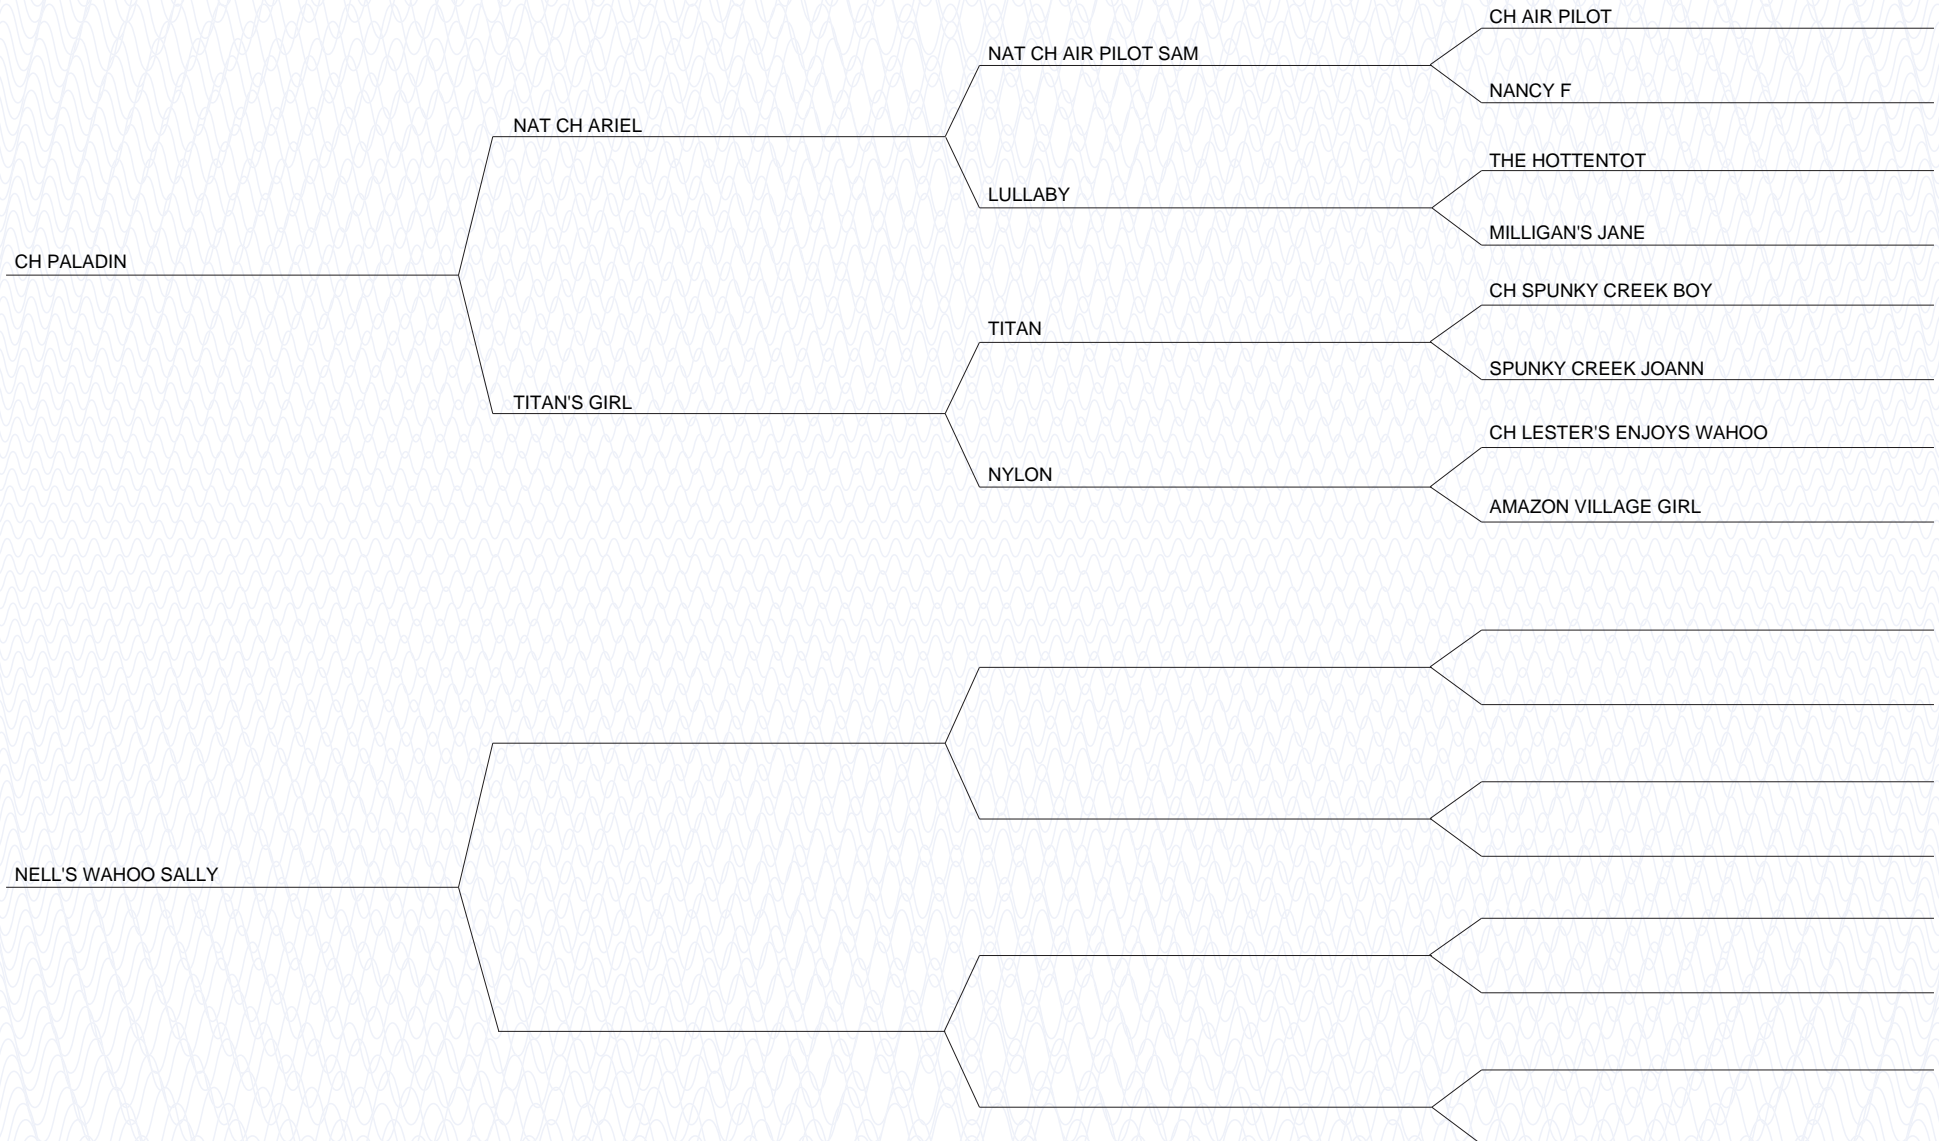 CH AIR PILOT
NAT CH AIR PILOT SAM
NANCY F
NAT CH ARIEL
THE HOTTENTOT
LULLABY
MILLIGAN'S JANE
CH PALADIN
CH SPUNKY CREEK BOY
TITAN
SPUNKY CREEK JOANN
TITAN'S GIRL
CH LESTER'S ENJOYS WAHOO
NYLON
AMAZON VILLAGE GIRL
NELL'S WAHOO SALLY